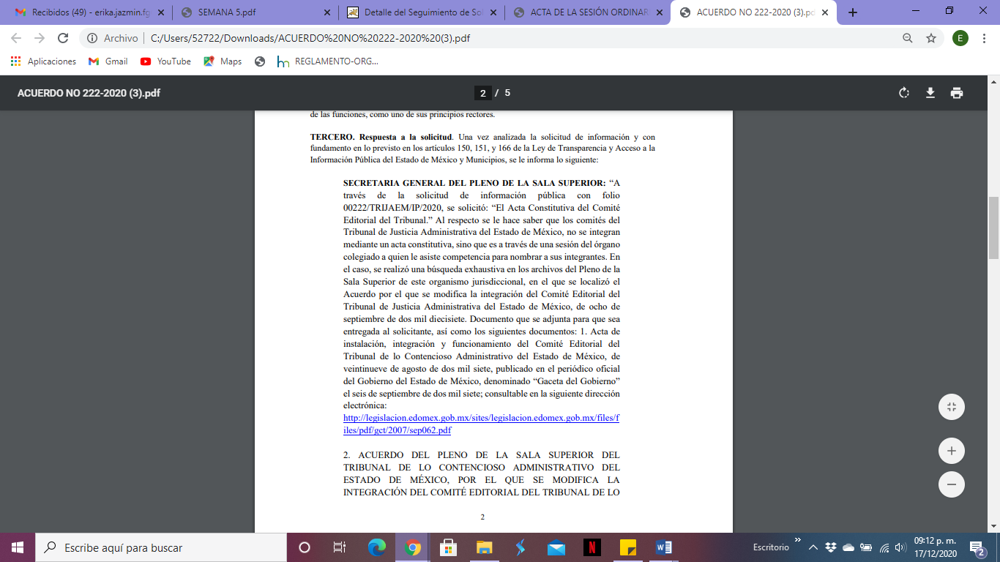 Recibidos (49) - erika.jazmin.fg
SEMANA 5.pdf
Detalle del Seguimiento de Sol
ACTA DE LA SESIÓN ORDINAR
ACUERDO NO 222-2020 (3).pd
Archivo
C:/Users/52722/Downloads/ACUERDO%20NO%20222-2020%20(3).pdf
E
Aplicaciones
Gmail
YouTube
Maps
REGLAMENTO-ORG...
ACUERDO NO 222-2020 (3).pdf
2 / 5
de las funciones, como uno de sus principios rectores.
TERCERO. Respuesta a la solicitud. Una vez analizada la solicitud de información y con
fundamento en lo previsto en los artículos 150, 151, y 166 de la Ley de Transparencia y Acceso a la
Información Pública del Estado de México y Municipios, se le informa lo siguiente:
SECRETARIA GENERAL DEL PLENO DE LA SALA SUPERIOR: “A
través de la solicitud de información pública con folio
00222/TRIJAEM/IP/2020, se solicitó: “El Acta Constitutiva del Comité
Editorial del Tribunal.” Al respecto se le hace saber que los comités del
Tribunal de Justicia Administrativa del Estado de México, no se integran
mediante un acta constitutiva, sino que es a través de una sesión del órgano
colegiado a quien le asiste competencia para nombrar a sus integrantes. En
el caso, se realizó una búsqueda exhaustiva en los archivos del Pleno de la
Sala Superior de este organismo jurisdiccional, en el que se localizó el
Acuerdo por el que se modifica la integración del Comité Editorial del
Tribunal de Justicia Administrativa del Estado de México, de ocho de
septiembre de dos mil diecisiete. Documento que se adjunta para que sea
entregada al solicitante, así como los siguientes documentos: 1. Acta de
instalación, integración y funcionamiento del Comité Editorial del
Tribunal de lo Contencioso Administrativo del Estado de México, de
veintinueve de agosto de dos mil siete, publicado en el periódico oficial
del Gobierno del Estado de México, denominado “Gaceta del Gobierno”
el seis de septiembre de dos mil siete; consultable en la siguiente dirección
electrónica:
http://legislacion.edomex.gob.mx/sites/legislacion.edomex.gob.mx/files/f
iles/pdf/gct/2007/sep062.pdf
2. ACUERDO DEL PLENO DE LA SALA SUPERIOR DEL
TRIBUNAL DE LO CONTENCIOSO ADMINISTRATIVO DEL
ESTADO DE MÉXICO, POR EL QUE SE MODIFICA LA
INTEGRACIÓN DEL COMITÉ EDITORIAL DEL TRIBUNAL DE LO
2
Escribe aquí para buscar
Escritorio
09:12 p. m.
17/12/2020
2